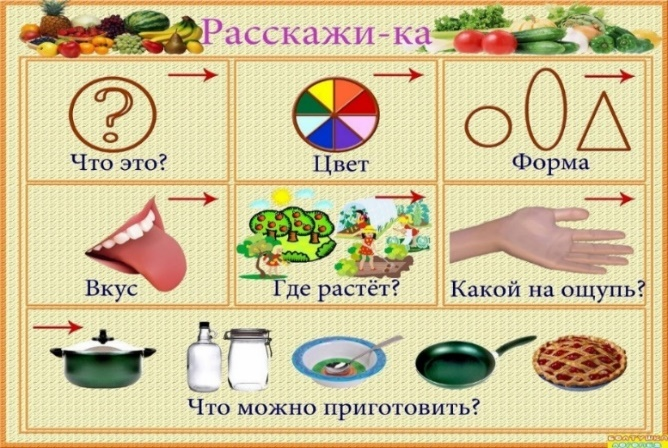 Расскажи-ка
Что это?
Цвет
Форма
Вкус
Где растёт?
Какой на ощупь?
Что можно приготовить?